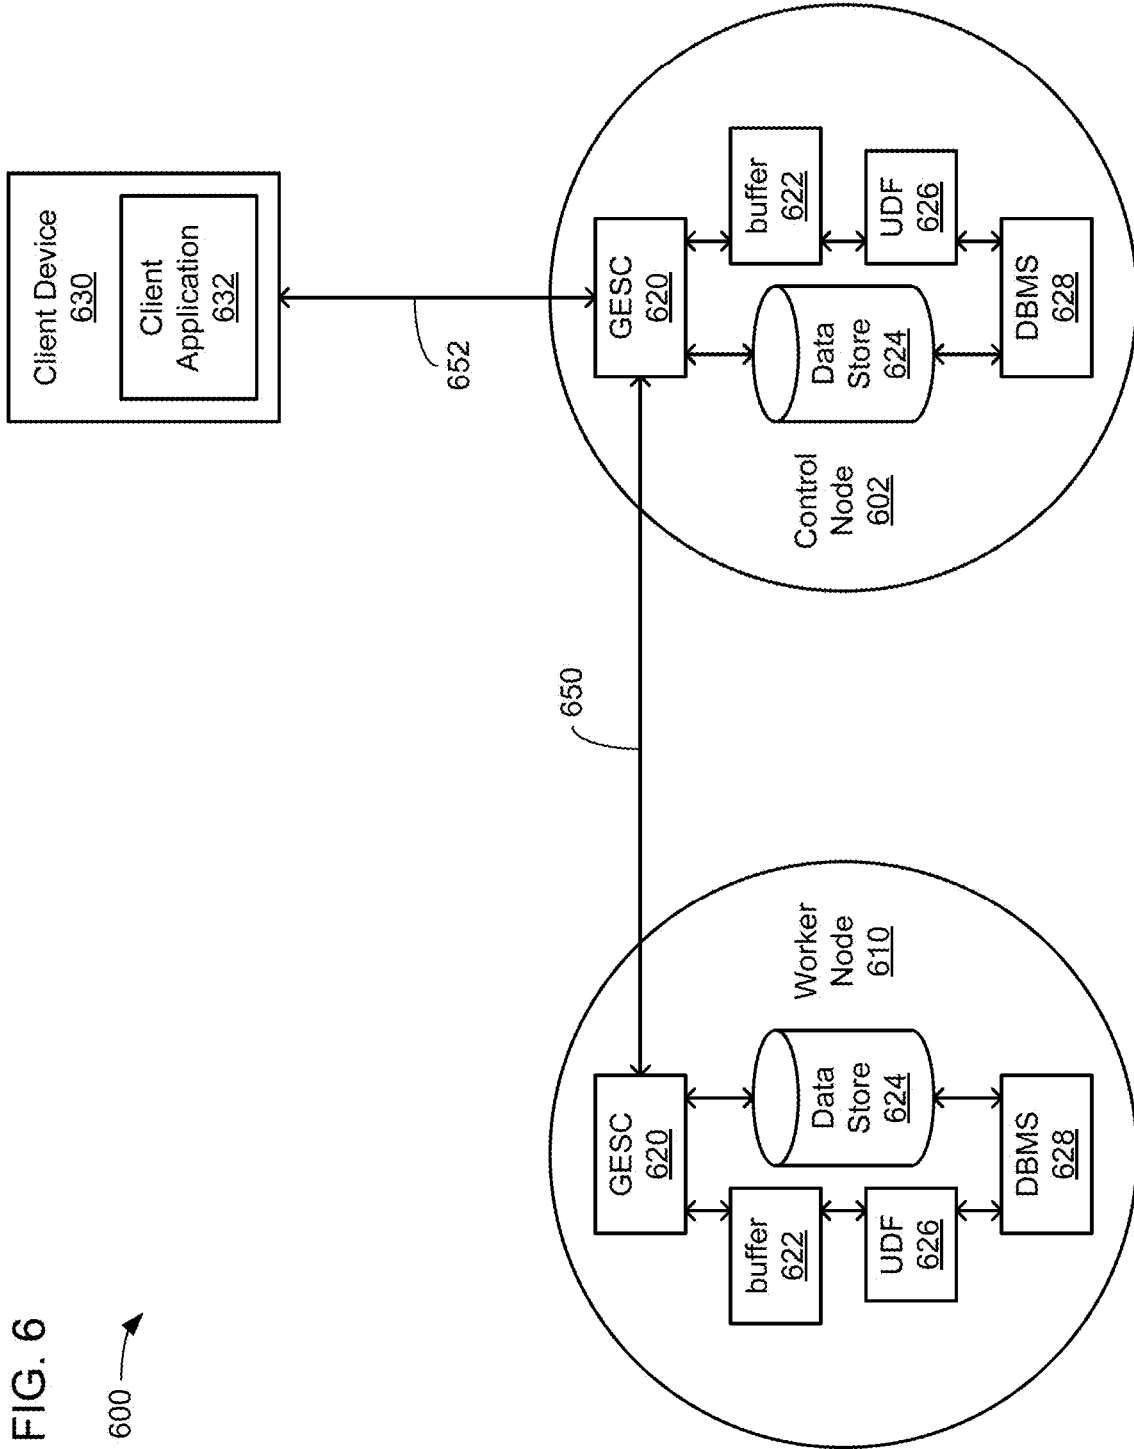 FIG. 6
600
Client Device
630
Client
Application
632
652
650
GESC
620
buffer
622
Data
Store
624
UDF
626
DBMS
628
Worker
Node
610
GESC
620
buffer
622
Data
Store
624
UDF
626
DBMS
628
Control
Node
602